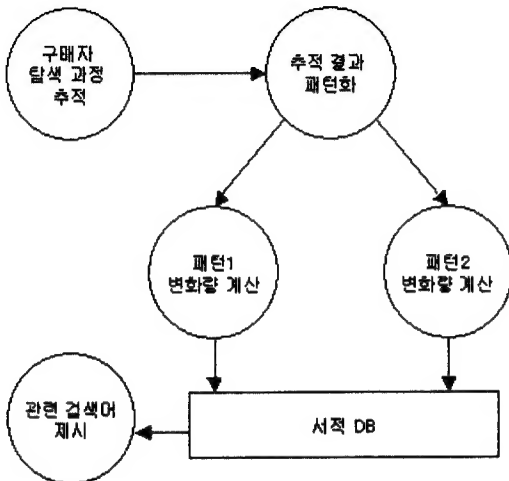 구매자
탐색 과정
추적
추적 결과
패턴화
패턴1
변화량 계산
패턴2
변화량 계산
관련 검색어
제시
서적 DB